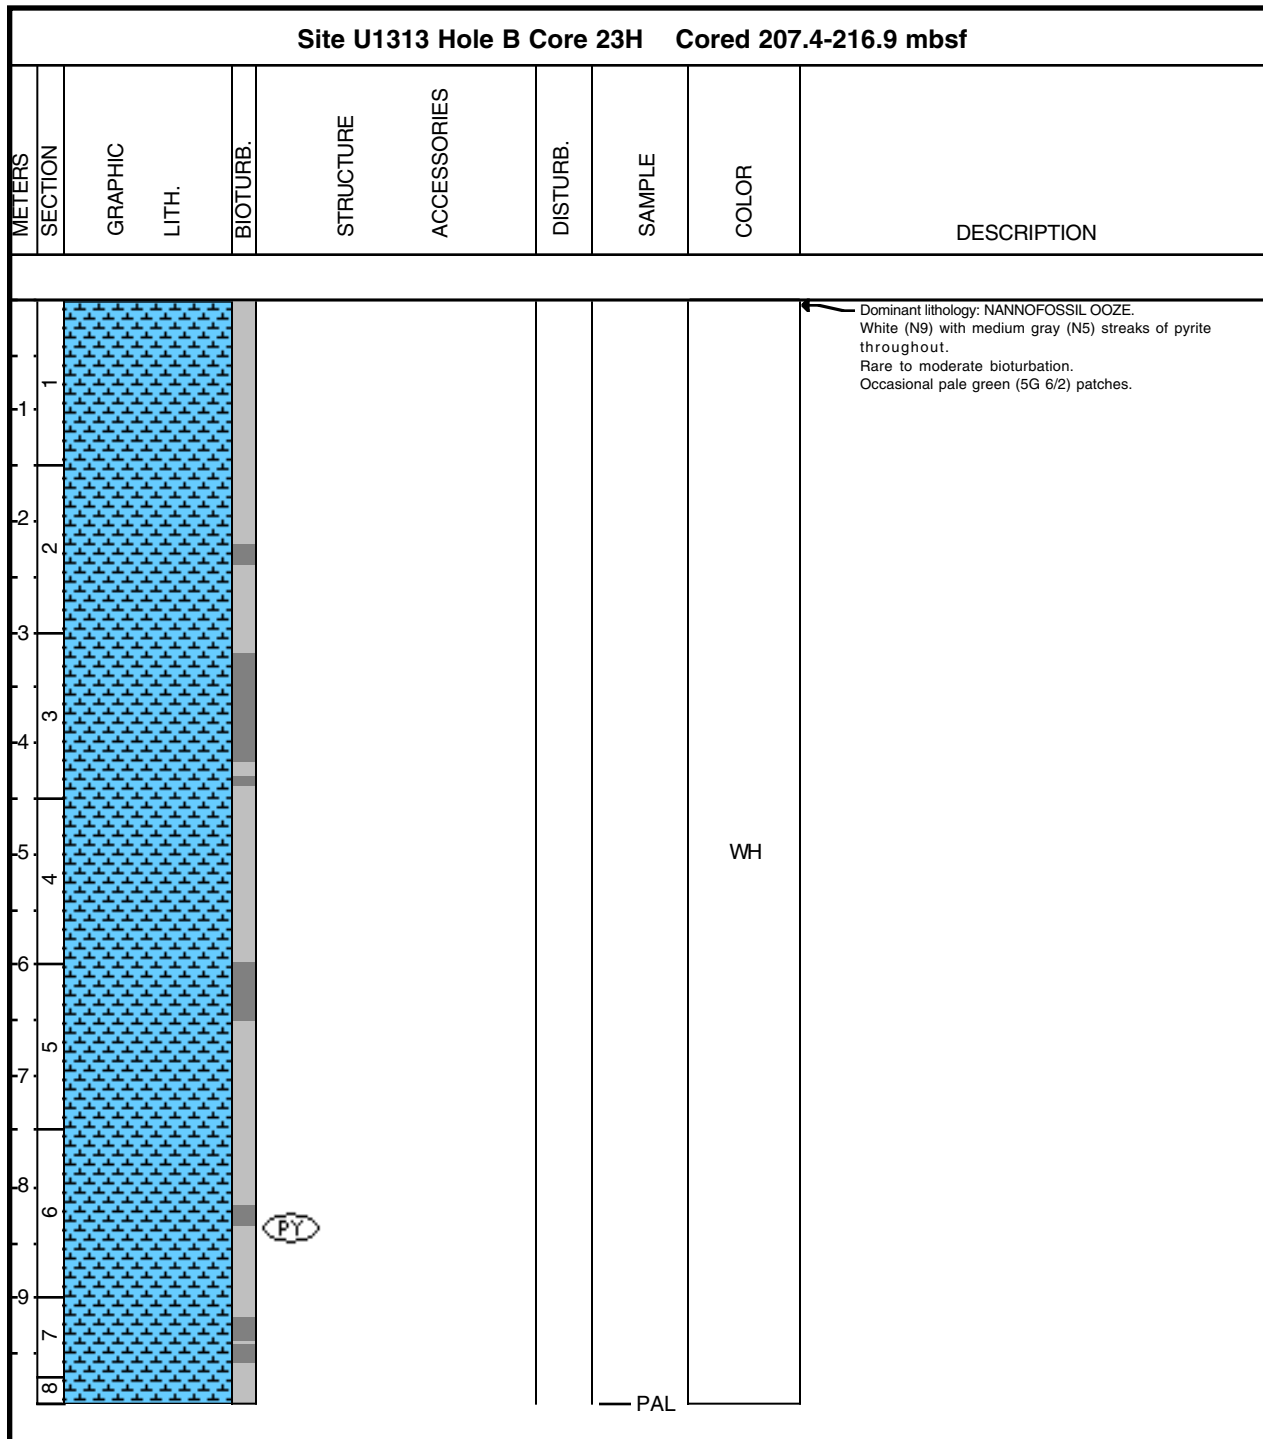 Site U1313 Hole B Core 23H Cored 207.4-216.9 mbsf
METERS
SECTION
GRAPHIC
LITH.
BIOTURB.
STRUCTURE
ACCESSORIES
DISTURB.
SAMPLE
COLOR
DESCRIPTION
Dominant lithology: NANNOFOSSIL OOZE.
White (N9) with medium gray (N5) streaks of pyrite
throughout.
Rare to moderate bioturbation.
Occasional pale green (5G 6/2) patches.
1
1
2
2
3
3
4
5
WH
4
6
5
7
8
6
PY
9
7
8
PAL